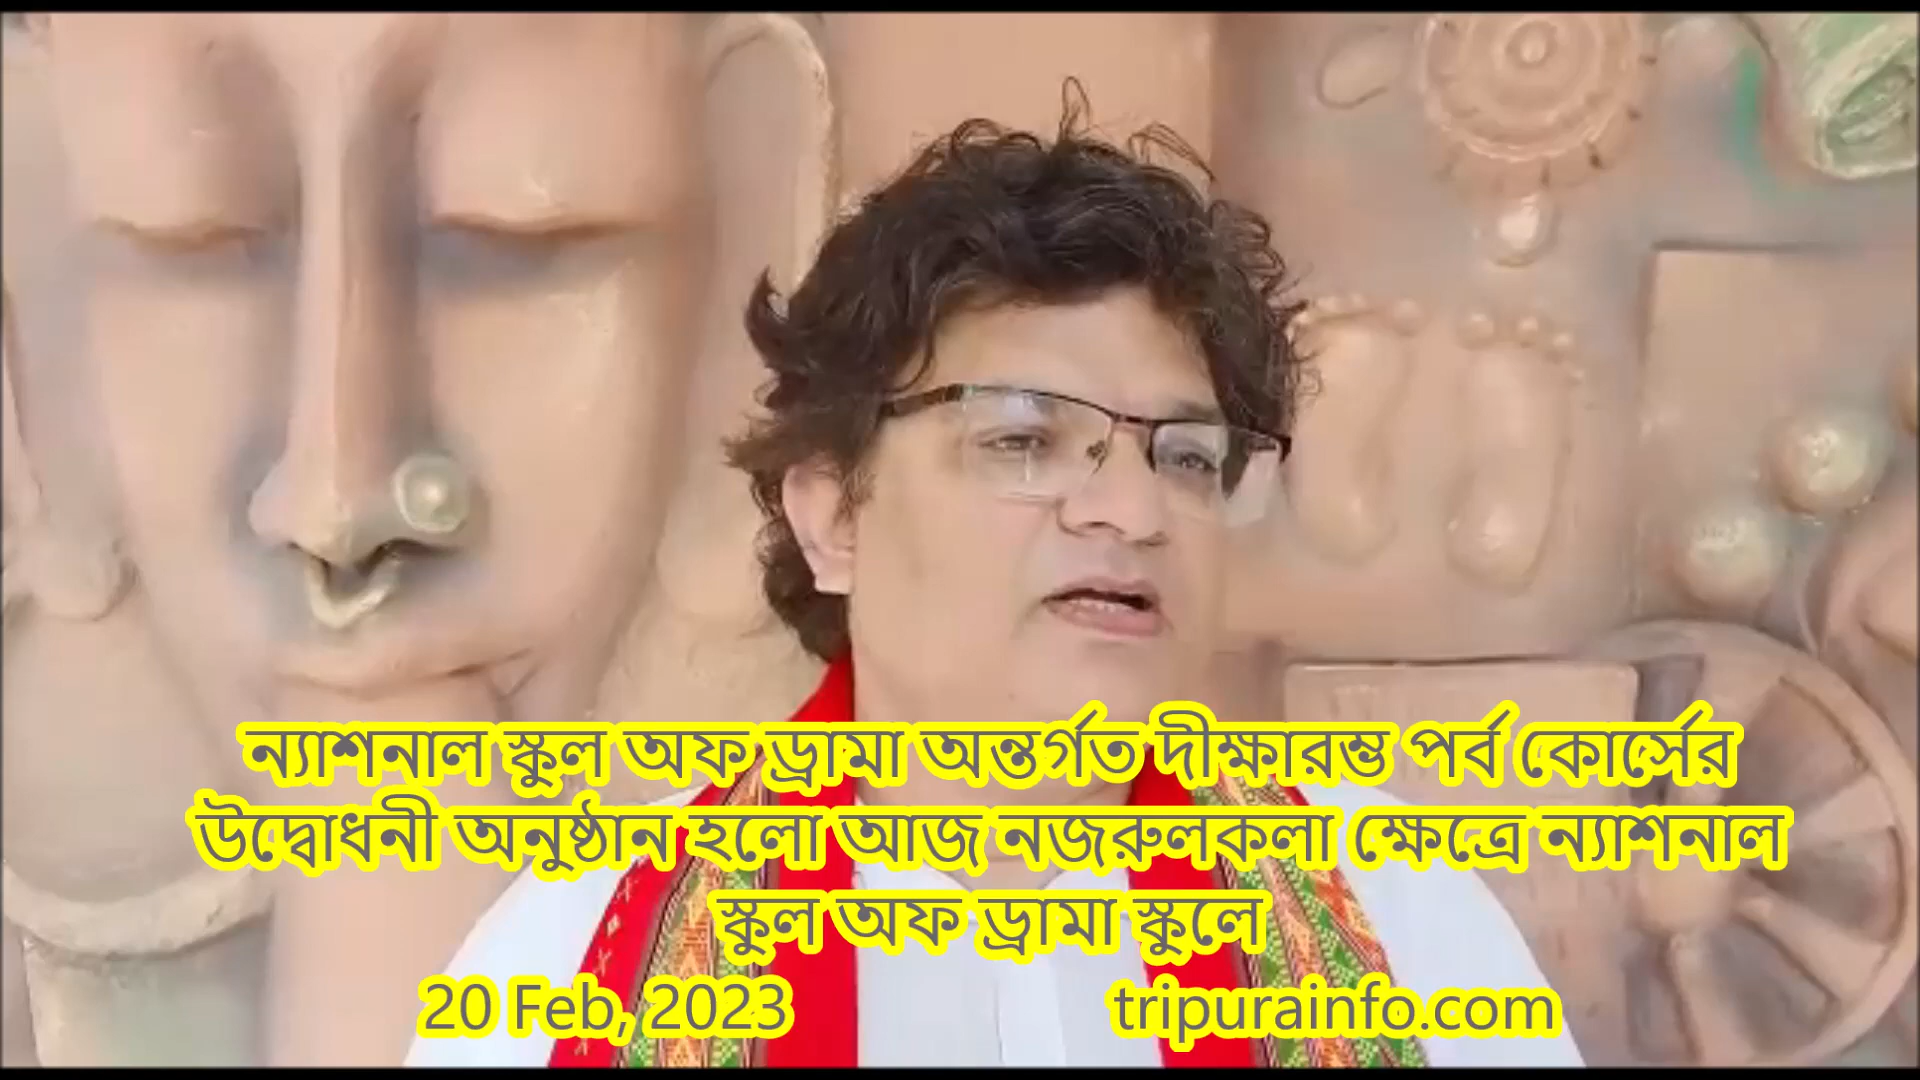 ন্যাশনাল স্কুল অফ ড্রামা অন্তর্গত দীক্ষারম্ভ পর্ব কোর্সের
উদ্বোধনী অনুষ্ঠান হলো আজ নজরুলকলা ক্ষেত্রে ন্যাশনাল
স্কুল অফ ড্রামা স্কুলে
20 Feb, 2023 tripurainfo.com